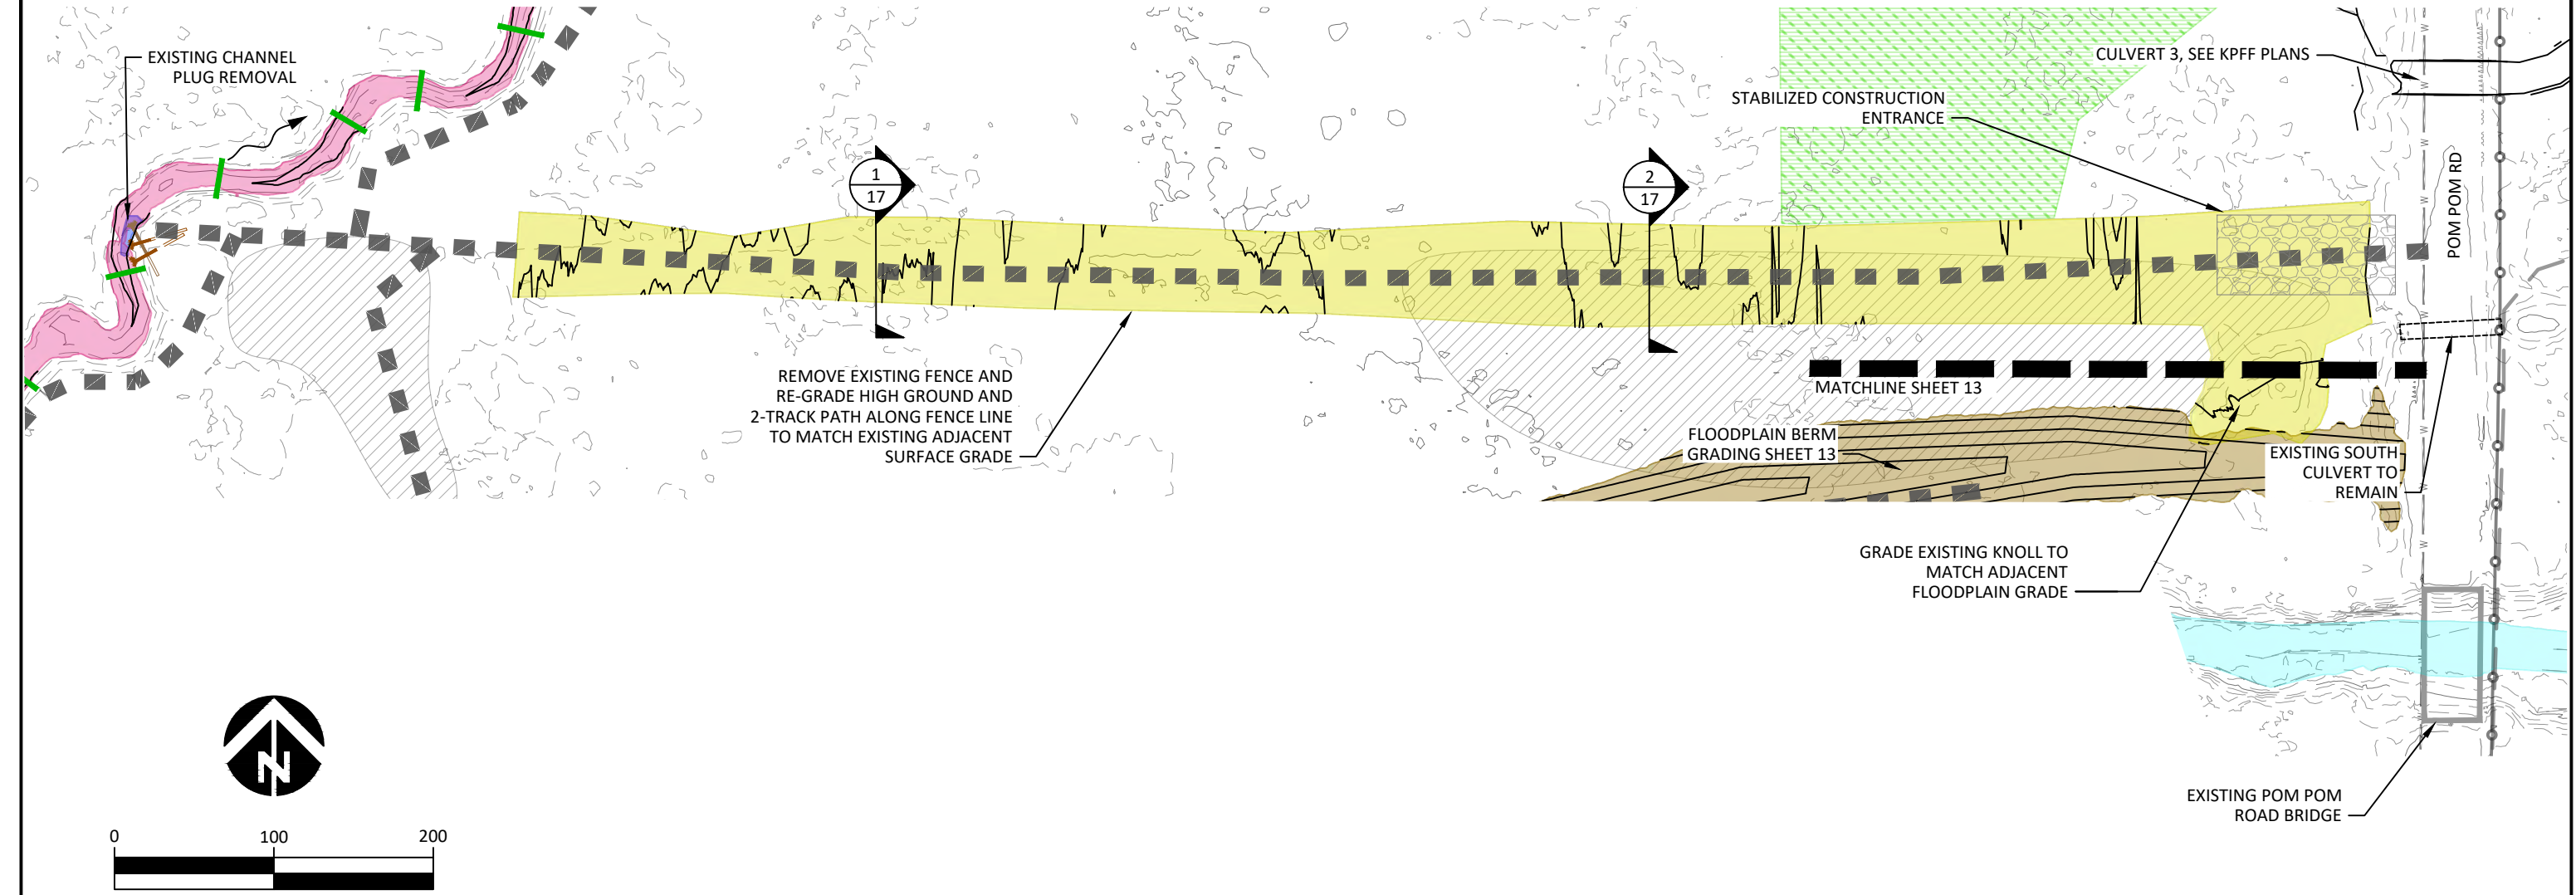 EXISTING CHANNEL
PLUG REMOVAL
CULVERT 3, SEE KPFF PLANS
STABILIZED CONSTRUCTION
ENTRANCE
POM POM RD
W
W
W
W
W
W
1
17
2
17
REMOVE EXISTING FENCE AND
RE-GRADE HIGH GROUND AND
2-TRACK PATH ALONG FENCE LINE
TO MATCH EXISTING ADJACENT
SURFACE GRADE
MATCHLINE SHEET 13
FLOODPLAIN BERM
GRADING SHEET 13
EXISTING SOUTH
CULVERT TO
REMAIN
GRADE EXISTING KNOLL TO
MATCH ADJACENT
FLOODPLAIN GRADE
EXISTING POM POM
ROAD BRIDGE
N
0 100 200